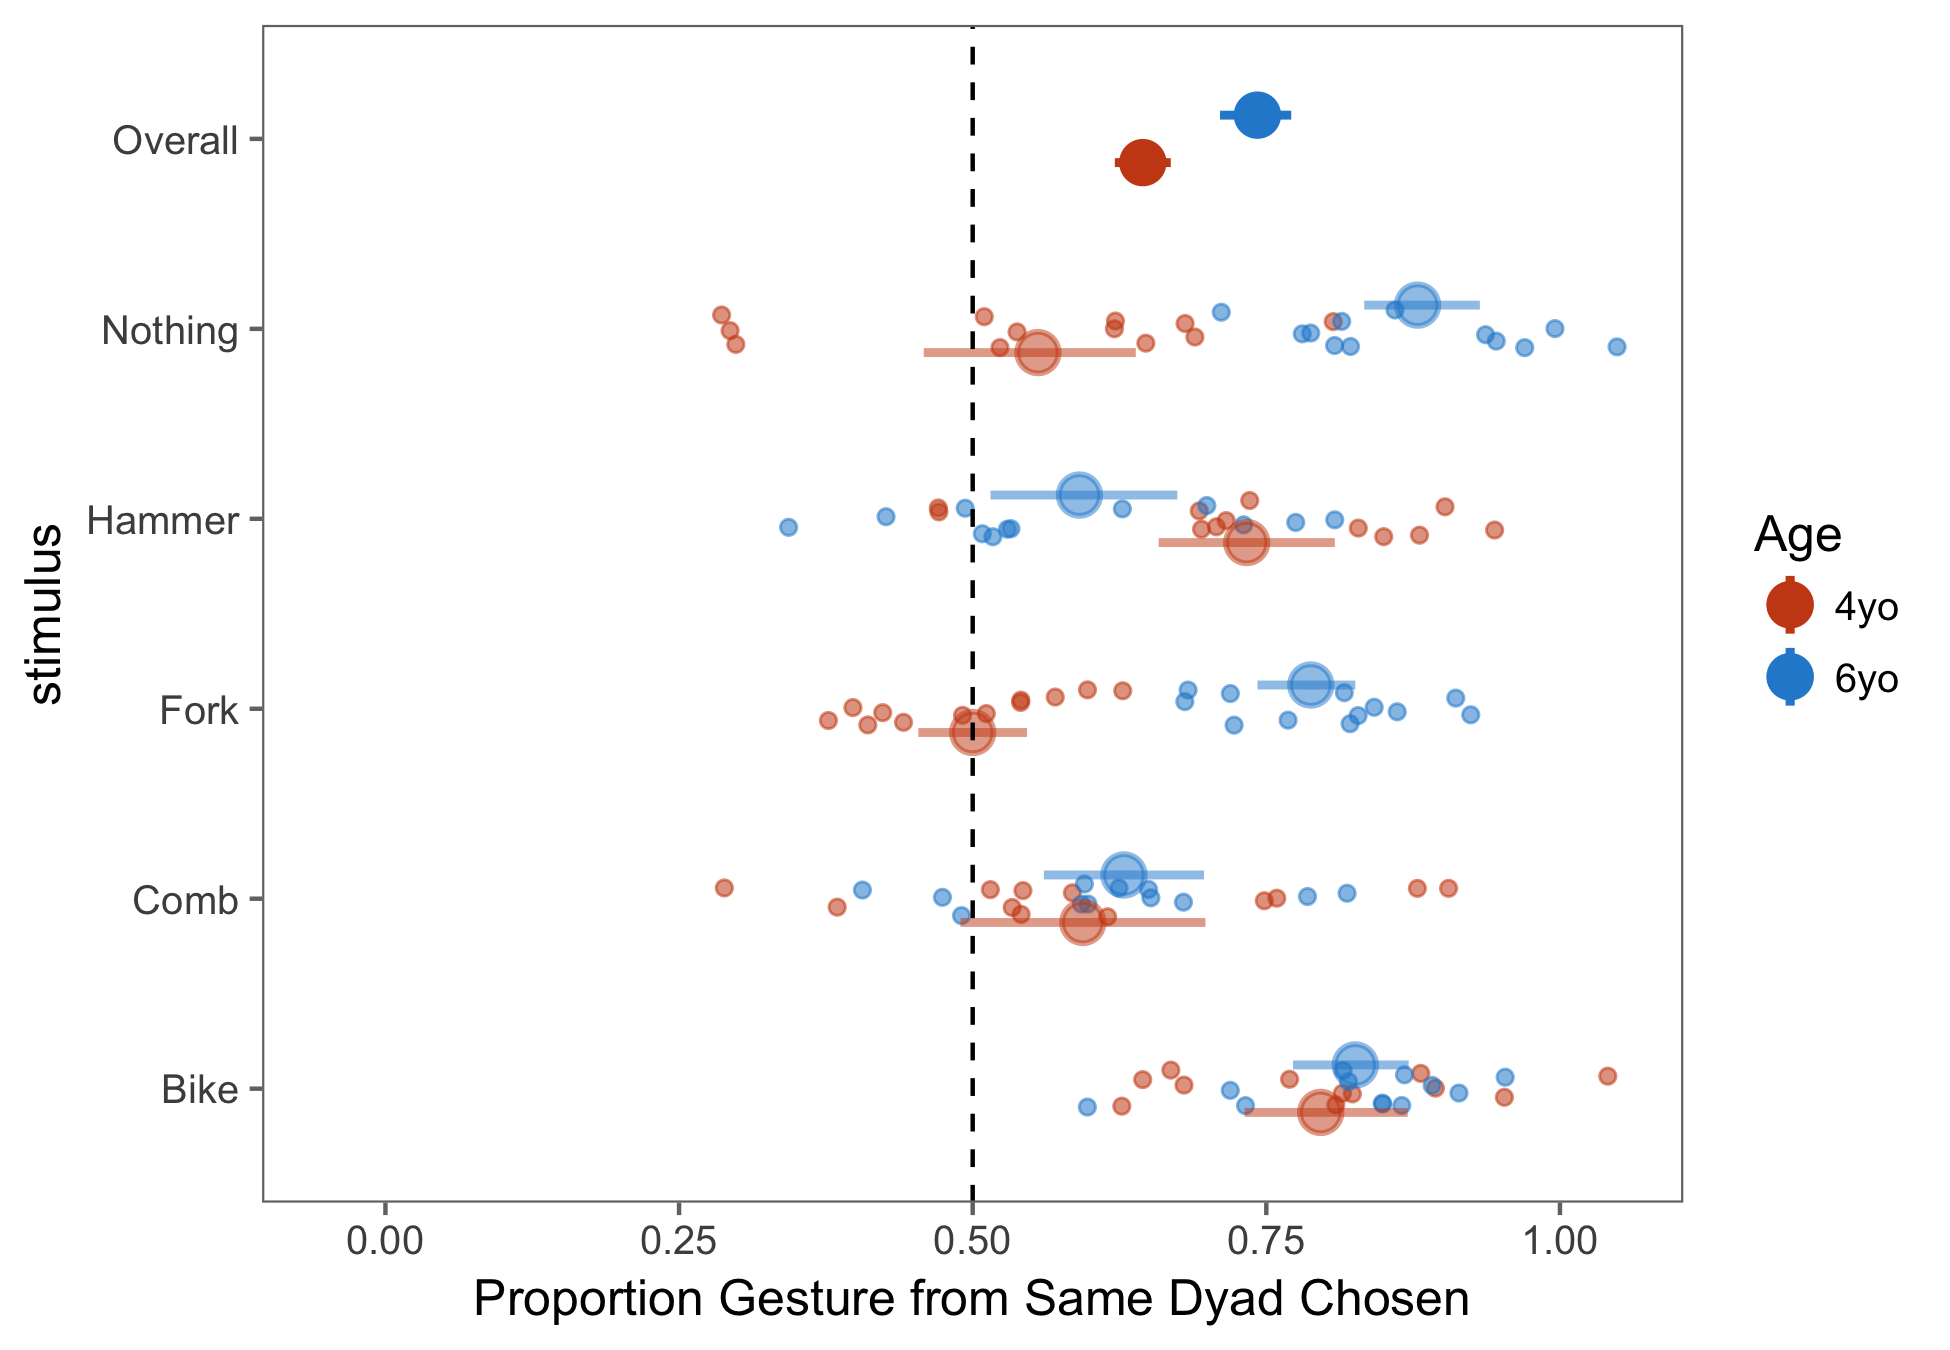 Overall
Nothing
Hammer
Fork
Comb
Bike
stimulus
0.00 0.25 0.50 0.75 1.00
Proportion Gesture from Same Dyad Chosen
Age
4yo
6yo